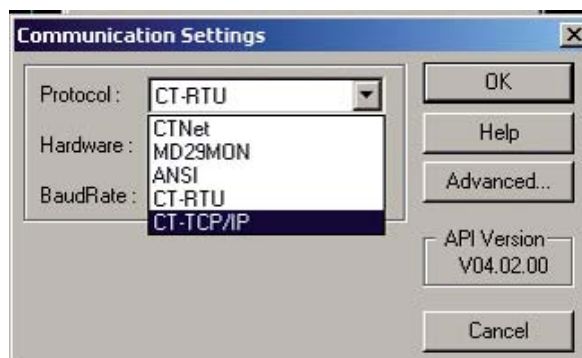 Communication Settings
Protocol :
CT-RTU
CTNet
MD29MON
ANSI
CT-RTU
CT-TCP/IP
Hardware :
BaudRate :
OK
Help
Advanced...
API Version
V04.02.00
Cancel